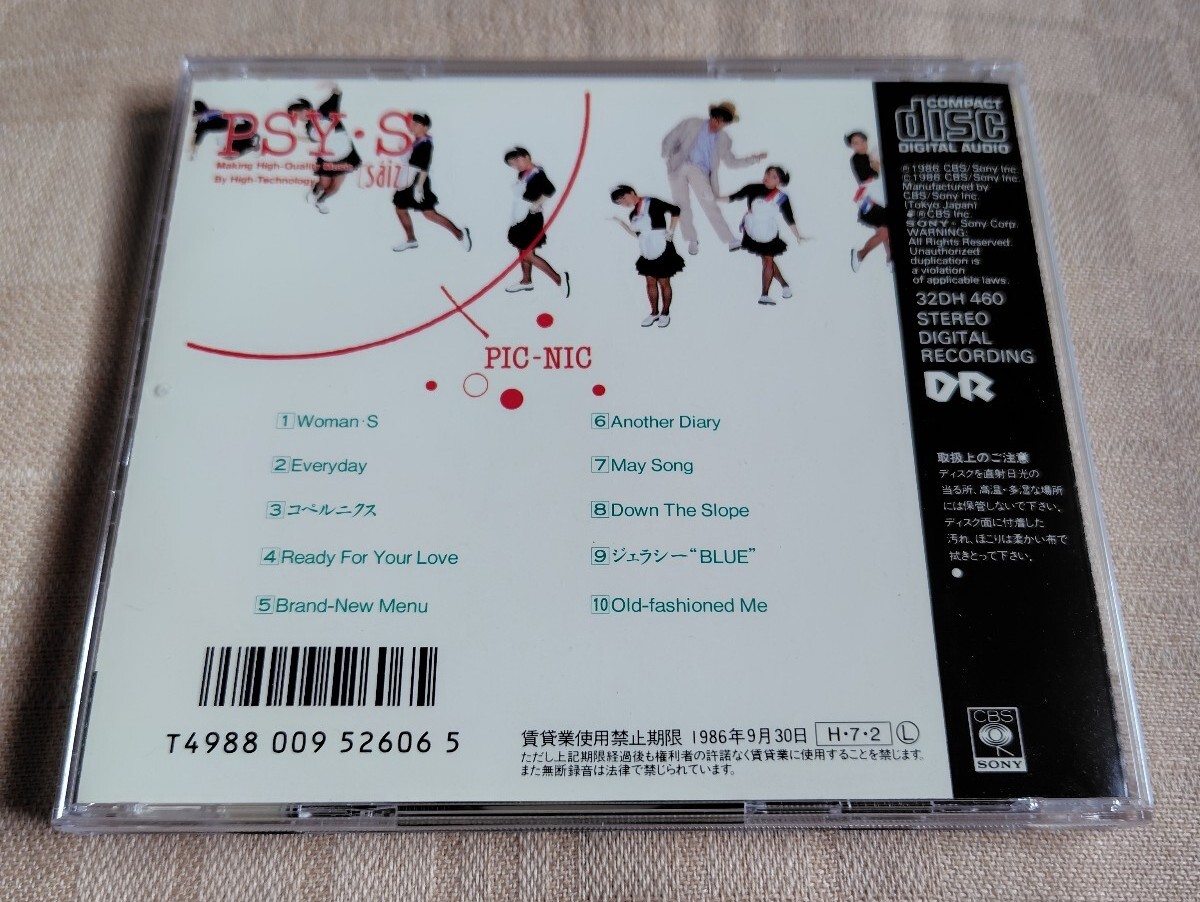 PSY・S
Making High-Quality Music
[sáiz]
By High-Technology
PIC-NIC
1 Woman・S
2 Everyday
3 コペルニクス
4 Ready For Your Love
5 Brand-New Menu
6 Another Diary
7 May Song
8 Down The Slope
9 ジェラシー“BLUE”
10 Old-fashioned Me
T4988 009 52606 5
賃貸業使用禁止期限 1986年9月30日 H・7・2 L
ただし上記期限経過後も権利者の許諾なく賃貸業に使用することを禁じます。
また無断録音は法律で禁じられています。
COMPACT
disc
DIGITAL AUDIO
℗1986 CBS/Sony Inc.
©1986 CBS/Sony Inc.
Manufactured by
CBS/Sony Inc.
(Tokyo Japan)
CBS Inc.
SONY® Sony Corp.
WARNING:
All Rights Reserved.
Unauthorized
duplication is
a violation
of applicable laws.
32DH 460
STEREO
DIGITAL
RECORDING
DR
取扱上のご注意
ディスクを直射日光の
当る所、高温・多湿な場所
には保管しないで下さい。
ディスク面に付着した
汚れ、ほこりは柔かい布で
拭きとって下さい。
CBS
SONY